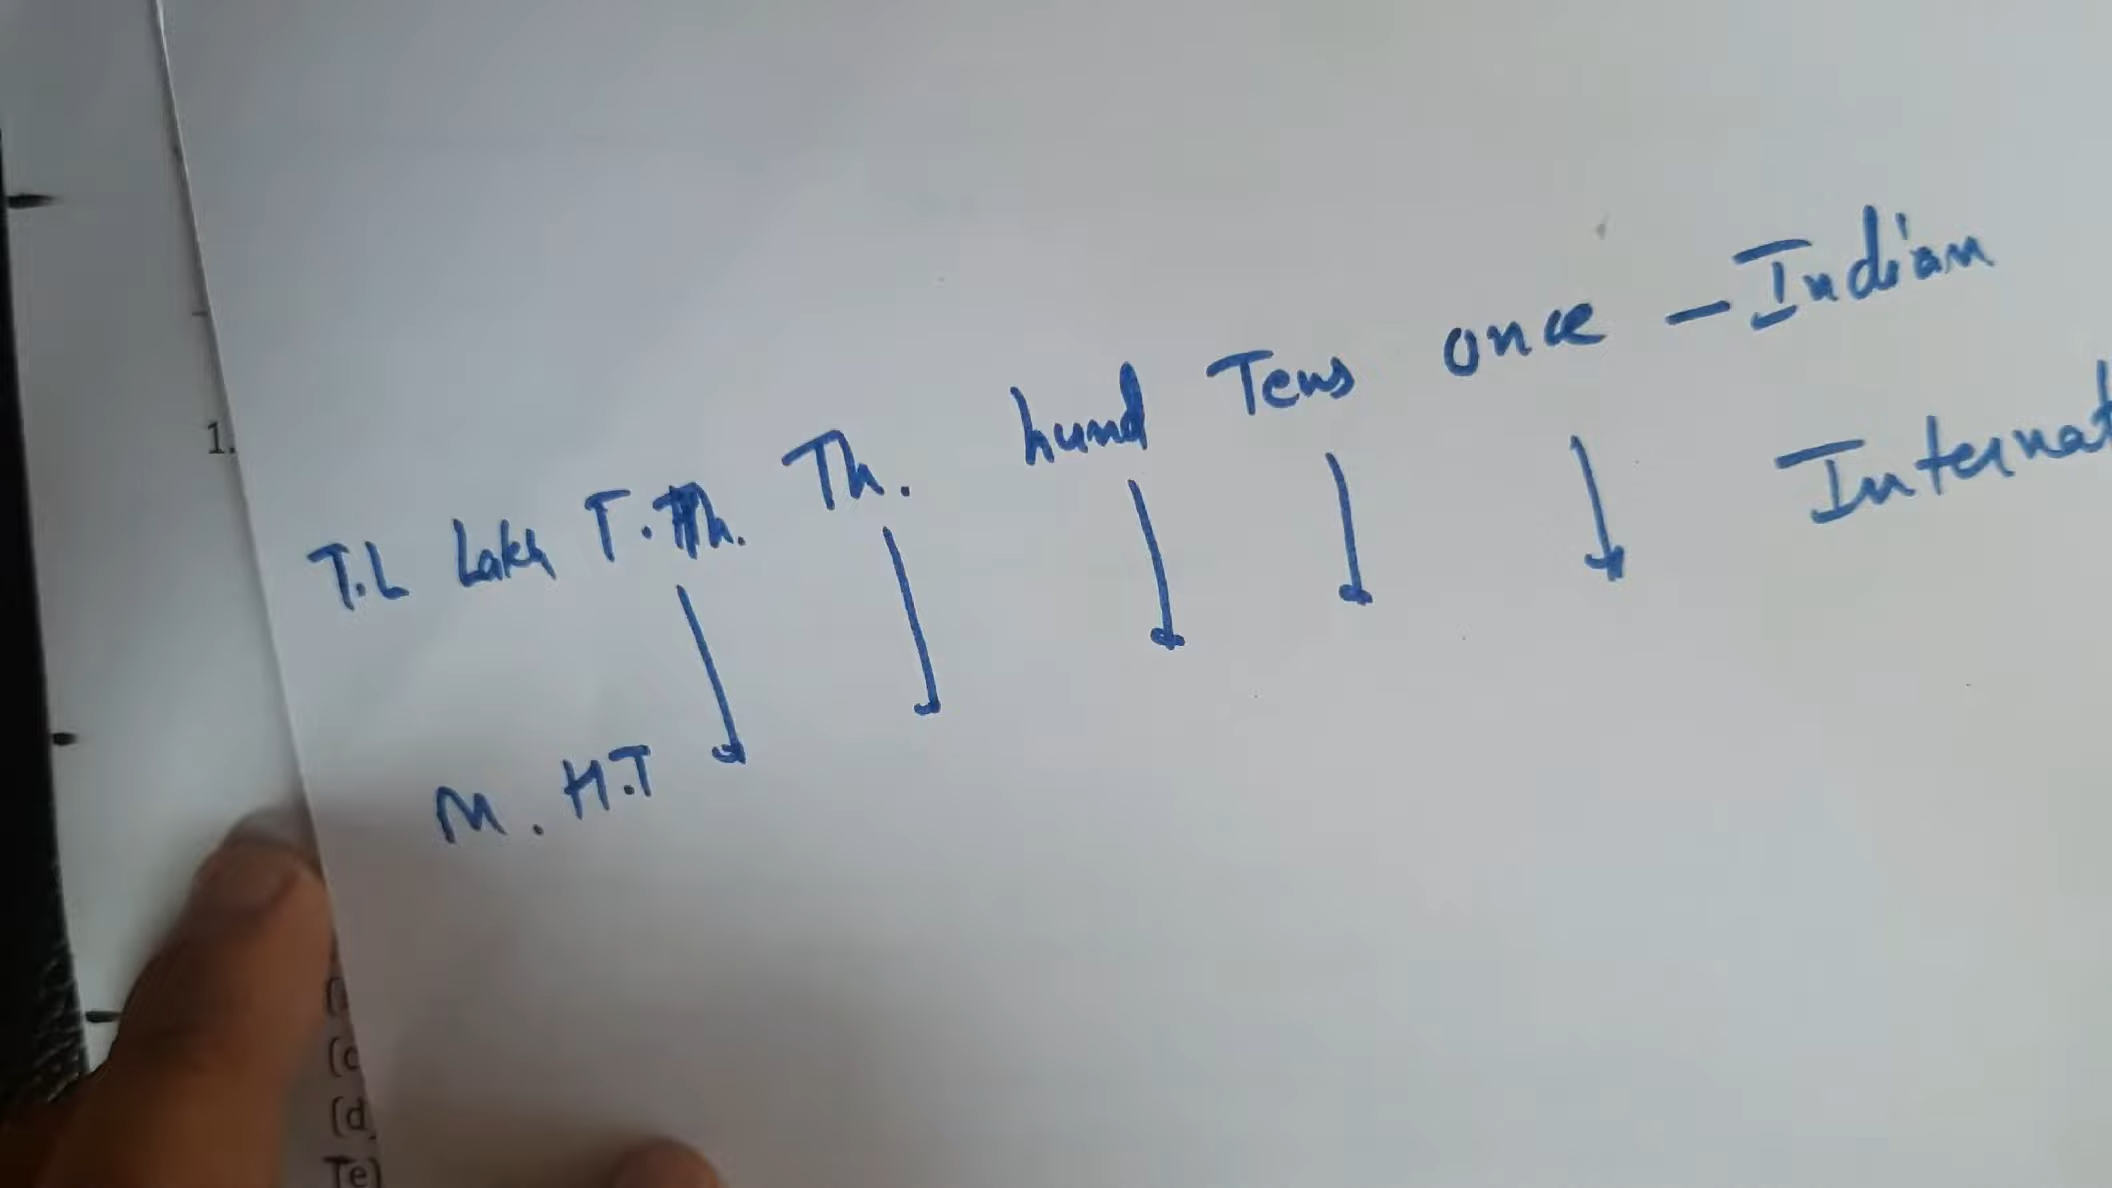 T.L Lakh T.Th. Th. hund Tens once - Indian
Internat
M. H.T
1.
(c
(d)
(e)